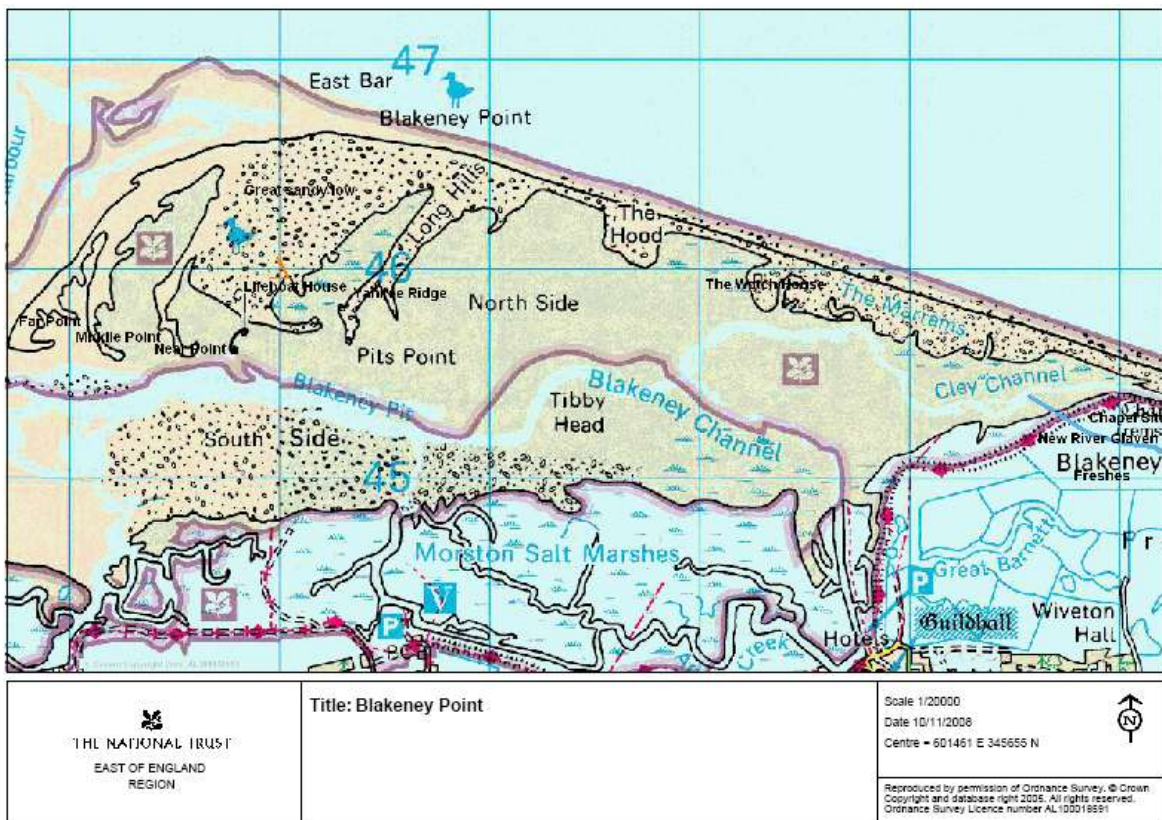 47
East Bar
Blakeney Point
Great sandy low
Long Hills
The
Hood
46
Lifeboat House
Yankee Ridge
North Side
The Watch House
The Marrams
Far Point
Middle Point
Near Point
Pits Point
Blakeney Pit
Blakeney Channel
Clay Channel
Tibby
Head
South Side
45
New River Glaven
Blakeney
Freshes
Morston Salt Marshes
Great Barnett
P
Pr
V
P
Guildhall
Wiveton
Hall
Hotels
Creek
THE NATIONAL TRUST
EAST OF ENGLAND
REGION
Title: Blakeney Point
Scale 1/20000
Date 10/11/2008
Centre = 601461 E 345655 N
N
Reproduced by permission of Ordnance Survey. © Crown
Copyright and database right 2005. All rights reserved.
Ordnance Survey Licence number AL100018591